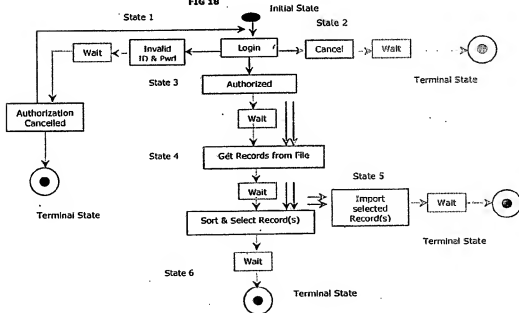 FIG 18
Initial State
State 1
State 2
Wait
Invalid
ID & Pwd
Login
Cancel
Wait
Terminal State
State 3
Authorized
Authorization
Cancelled
Wait
State 4
Get Records from File
State 5
Terminal State
Wait
Import
selected
Record(s)
Wait
Sort & Select Record(s)
Terminal State
Wait
State 6
Terminal State